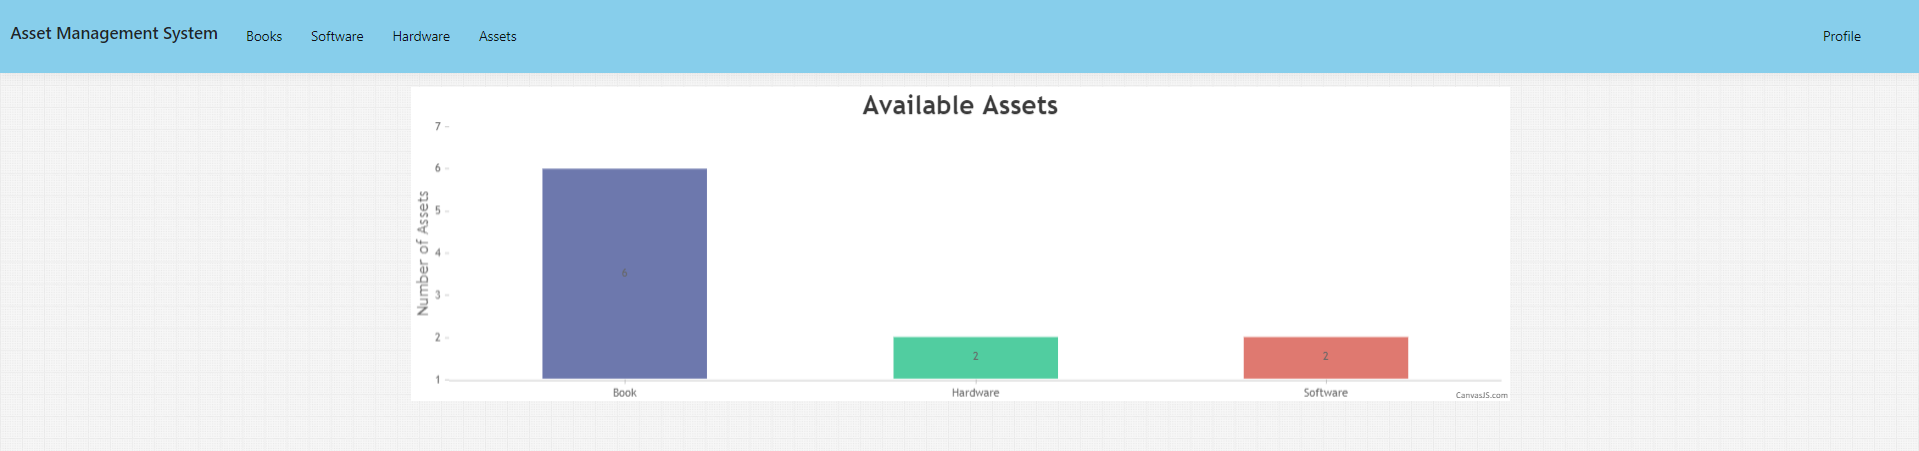 Asset Management System Books Software Hardware Assets Profile
Available Assets
Number of Assets
7
6
5
4
3
2
1
6
2
2
Book Hardware Software
CanvasJS.com